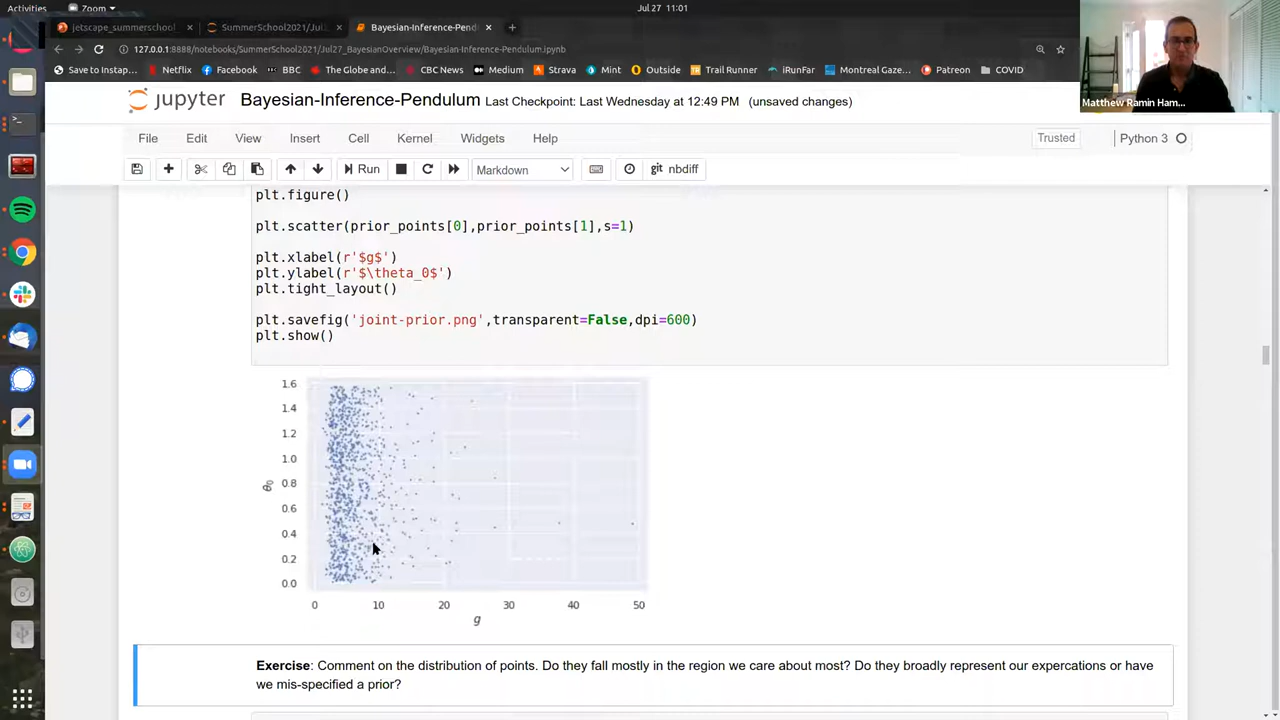 Activities
Zoom
Jul 27 11:01
jetscape_summerschool
SummerSchool2021/Jul
Bayesian-Inference-Pendul
127.0.0.1:8888/notebooks/SummerSchool2021/Jul27_BayesianOverview/Bayesian-Inference-Pendulum.ipynb
Save to Instap... Netflix Facebook BBC The Globe and... CBC News Medium Strava Mint Outside Trail Runner iRunFar Montreal Gaze... Patreon COVID
Matthew Ramin Ham...
jupyter Bayesian-Inference-Pendulum Last Checkpoint: Last Wednesday at 12:49 PM (unsaved changes)
File Edit View Insert Cell Kernel Widgets Help Trusted Python 3
Run Markdown git nbdiff
plt.figure()
plt.scatter(prior_points[0],prior_points[1],s=1)
plt.xlabel(r'$g$')
plt.ylabel(r'$\theta_0$')
plt.tight_layout()
plt.savefig('joint-prior.png',transparent=False,dpi=600)
plt.show()
1.6
1.4
1.2
1.0
0.8
θ0
0.6
0.4
0.2
0.0
0 10 20 30 40 50
g
Exercise: Comment on the distribution of points. Do they fall mostly in the region we care about most? Do they broadly represent our expercations or have
we mis-specified a prior?